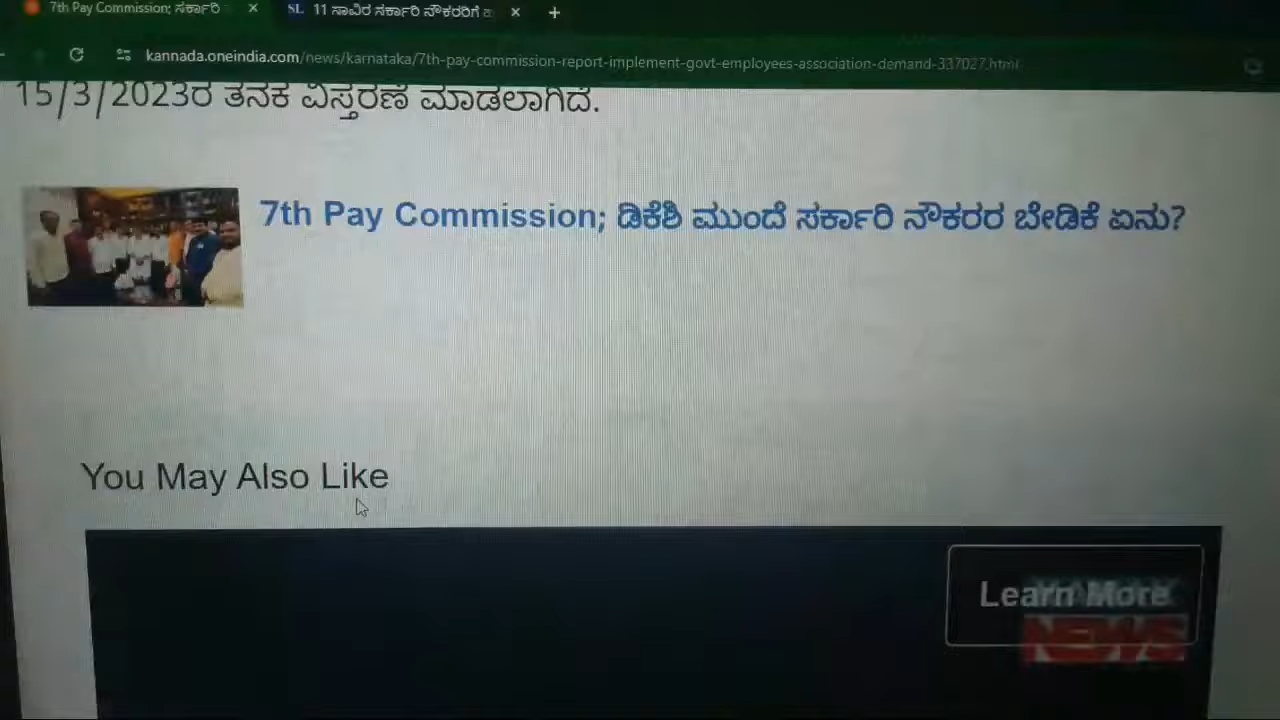 7th Pay Commission; ಸರ್ಕಾರಿ
SL 11 ಸಾವಿರ ಸರ್ಕಾರಿ ನೌಕರರಿಗೆ
kannada.oneindia.com/news/karnataka/7th-pay-commission-report-implement-govt-employees-association-demand-337027.html
15/3/2023ರ ತನಕ ವಿಸ್ತರಣೆ ಮಾಡಲಾಗಿದೆ.
7th Pay Commission; ಡಿಕೆಶಿ ಮುಂದೆ ಸರ್ಕಾರಿ ನೌಕರರ ಬೇಡಿಕೆ ಏನು?
You May Also Like
Learn More
NEWS